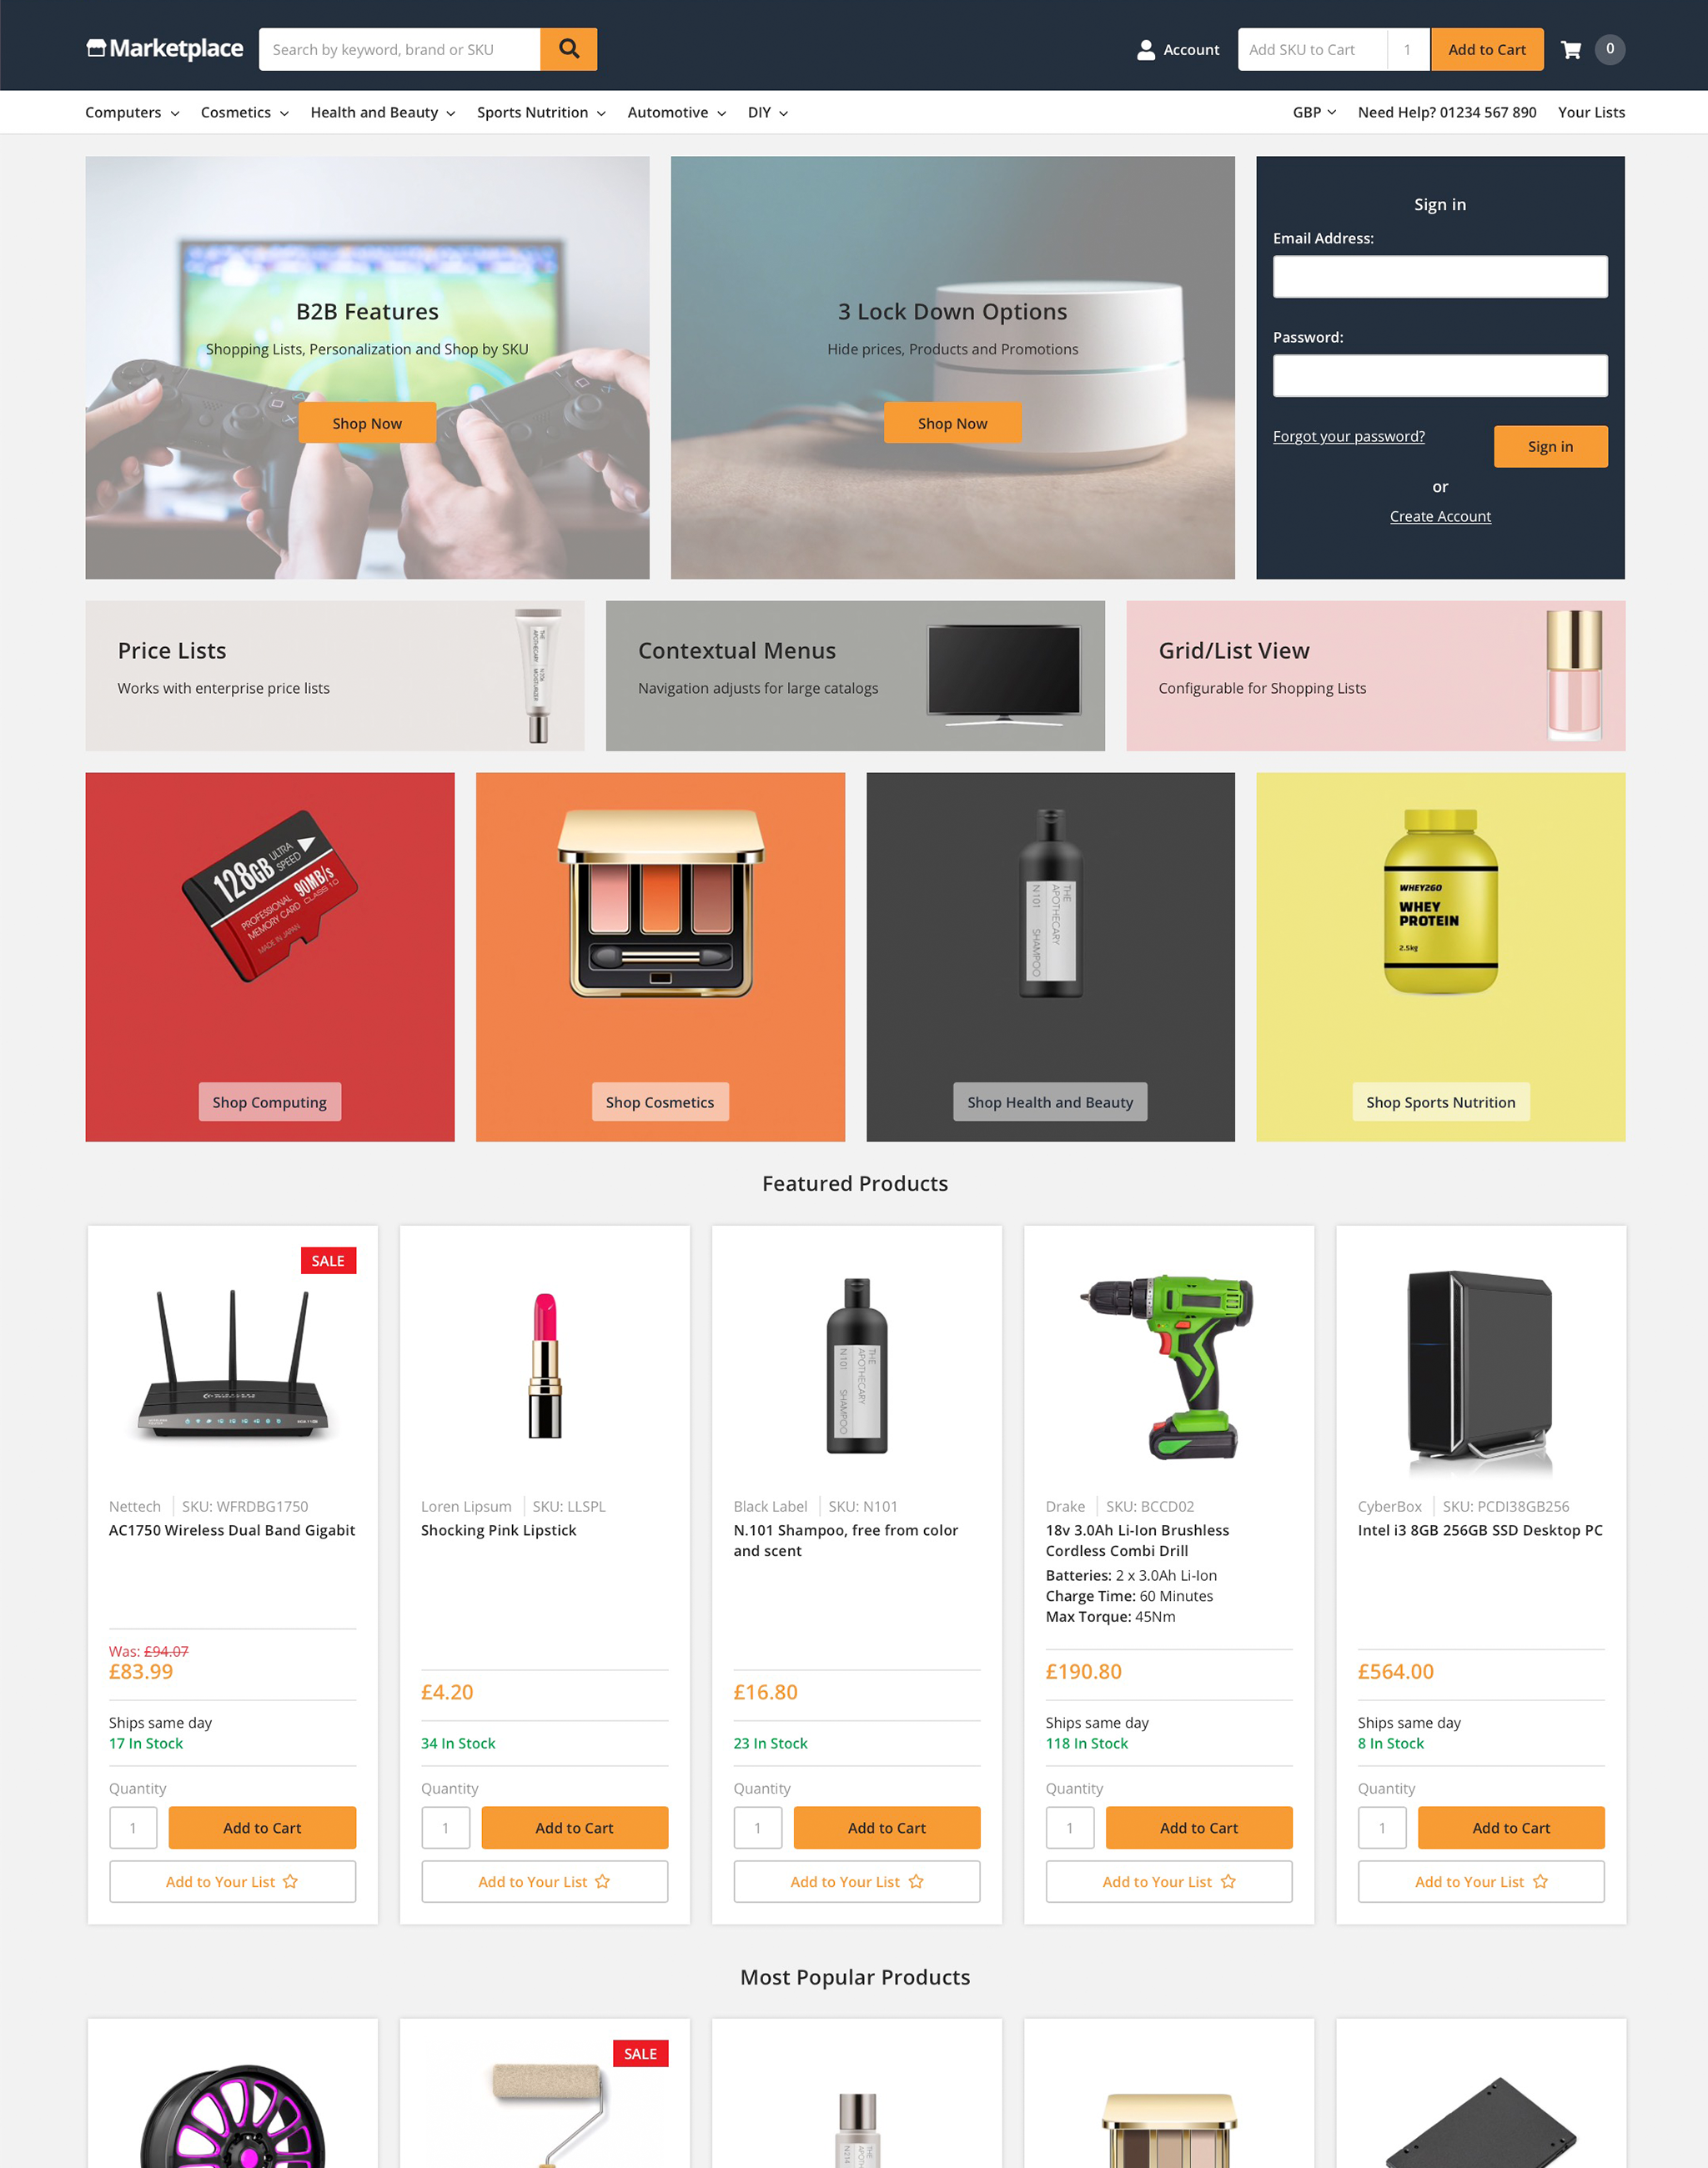 Marketplace
Search by keyword, brand or SKU
Account
Add SKU to Cart
1
Add to Cart
0
Computers
Cosmetics
Health and Beauty
Sports Nutrition
Automotive
DIY
GBP
Need Help? 01234 567 890
Your Lists
B2B Features
Shopping Lists, Personalization and Shop by SKU
Shop Now
3 Lock Down Options
Hide prices, Products and Promotions
Shop Now
Sign in
Email Address:
Password:
Forgot your password?
Sign in
or
Create Account
Price Lists
Works with enterprise price lists
THE
APOTHECARY
MOISTURIZER
Contextual Menus
Navigation adjusts for large catalogs
Grid/List View
Configurable for Shopping Lists
128GB
ULTRA
SPEED
PROFESSIONAL
MEMORY CARD
90MB/s
CLASS 10
MADE IN JAPAN
Shop Computing
Shop Cosmetics
THE
APOTHECARY
N101 SHAMPOO
Shop Health and Beauty
WHEY2GO
WHEY
PROTEIN
2.5kg
Shop Sports Nutrition
Featured Products
SALE
Nettech
SKU: WFRDBG1750
AC1750 Wireless Dual Band Gigabit
Was: £94.07
£83.99
Ships same day
17 In Stock
Quantity
1
Add to Cart
Add to Your List
Loren Lipsum
SKU: LLSPL
Shocking Pink Lipstick
£4.20
34 In Stock
Quantity
1
Add to Cart
Add to Your List
THE
APOTHECARY
N101 SHAMPOO
Black Label
SKU: N101
N.101 Shampoo, free from color
and scent
£16.80
23 In Stock
Quantity
1
Add to Cart
Add to Your List
Drake
SKU: BCCD02
18v 3.0Ah Li-Ion Brushless
Cordless Combi Drill
Batteries: 2 x 3.0Ah Li-Ion
Charge Time: 60 Minutes
Max Torque: 45Nm
£190.80
Ships same day
118 In Stock
Quantity
1
Add to Cart
Add to Your List
CyberBox
SKU: PCDI38GB256
Intel i3 8GB 256GB SSD Desktop PC
£564.00
Ships same day
8 In Stock
Quantity
1
Add to Cart
Add to Your List
Most Popular Products
SALE